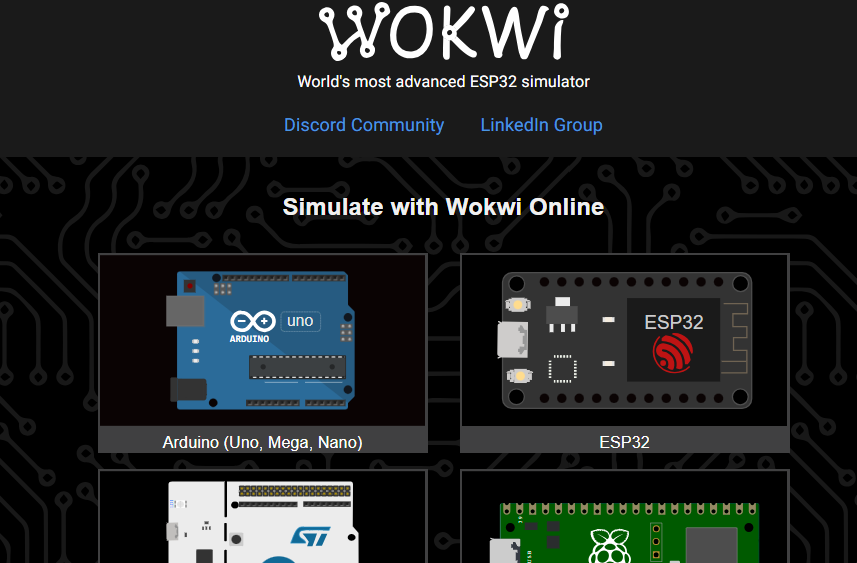 WOKWi
World's most advanced ESP32 simulator
Discord Community LinkedIn Group
Simulate with Wokwi Online
uno
ARDUINO
ESP32
Arduino (Uno, Mega, Nano)
ESP32
ST